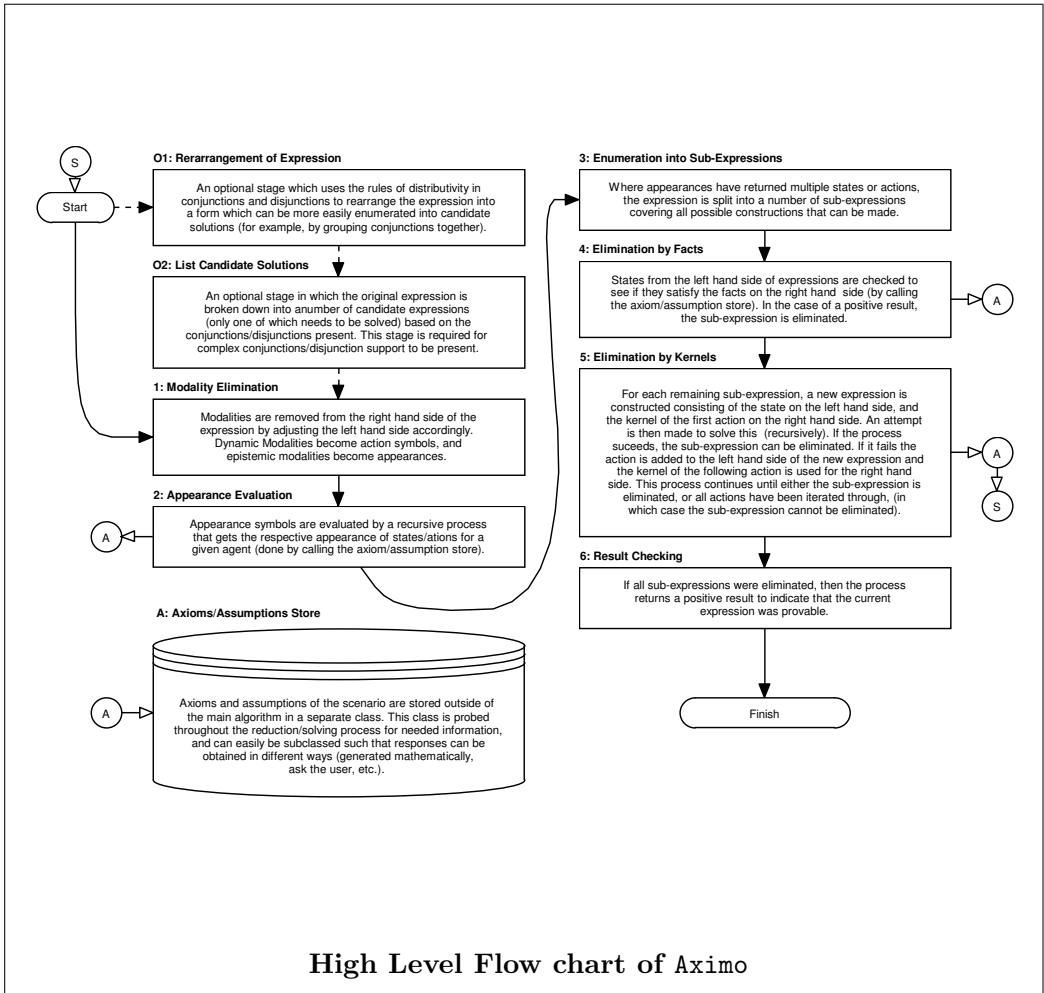 S
Start
O1: Rerarrangement of Expression
An optional stage which uses the rules of distributivity in
conjunctions and disjunctions to rearrange the expression into
a form which can be more easily enumerated into candidate
solutions (for example, by grouping conjunctions together).
O2: List Candidate Solutions
An optional stage in which the original expression is
broken down into anumber of candidate expressions
(only one of which needs to be solved) based on the
conjunctions/disjunctions present. This stage is required for
complex conjunctions/disjunction support to be present.
1: Modality Elimination
Modalities are removed from the right hand side of the
expression by adjusting the left hand side accordingly.
Dynamic Modalities become action symbols, and
epistemic modalities become appearances.
2: Appearance Evaluation
A
Appearance symbols are evaluated by a recursive process
that gets the respective appearance of states/ations for a
given agent (done by calling the axiom/assumption store).
A: Axioms/Assumptions Store
A
Axioms and assumptions of the scenario are stored outside of
the main algorithm in a separate class. This class is probed
throughout the reduction/solving process for needed information,
and can easily be subclassed such that responses can be
obtained in different ways (generated mathematically,
ask the user, etc.).
3: Enumeration into Sub-Expressions
Where appearances have returned multiple states or actions,
the expression is split into a number of sub-expressions
covering all possible constructions that can be made.
4: Elimination by Facts
States from the left hand side of expressions are checked to
see if they satisfy the facts on the right hand side (by calling
the axiom/assumption store). In the case of a positive result,
the sub-expression is eliminated.
A
5: Elimination by Kernels
For each remaining sub-expression, a new expression is
constructed consisting of the state on the left hand side, and
the kernel of the first action on the right hand side. An attempt
is then made to solve this (recursively). If the process
suceeds, the sub-expression can be eliminated. If it fails the
action is added to the left hand side of the new expression and
the kernel of the following action is used for the right hand
side. This process continues until either the sub-expression is
eliminated, or all actions have been iterated through, (in
which case the sub-expression cannot be eliminated).
A
S
6: Result Checking
If all sub-expressions were eliminated, then the process
returns a positive result to indicate that the current
expression was provable.
Finish
High Level Flow chart of Aximo